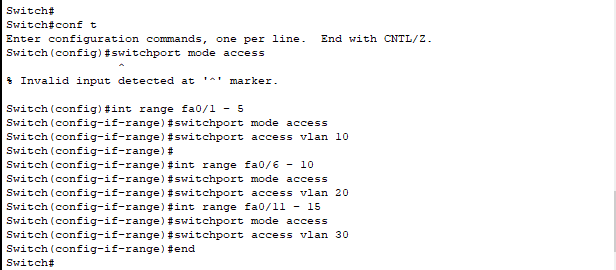 Switch#
Switch#conf t
Enter configuration commands, one per line.  End with CNTL/Z.
Switch(config)#switchport mode access
                ^
% Invalid input detected at '^' marker.

Switch(config)#int range fa0/1 - 5
Switch(config-if-range)#switchport mode access
Switch(config-if-range)#switchport access vlan 10
Switch(config-if-range)#
Switch(config-if-range)#int range fa0/6 - 10
Switch(config-if-range)#switchport mode access
Switch(config-if-range)#switchport access vlan 20
Switch(config-if-range)#int range fa0/11 - 15
Switch(config-if-range)#switchport mode access
Switch(config-if-range)#switchport access vlan 30
Switch(config-if-range)#end
Switch#